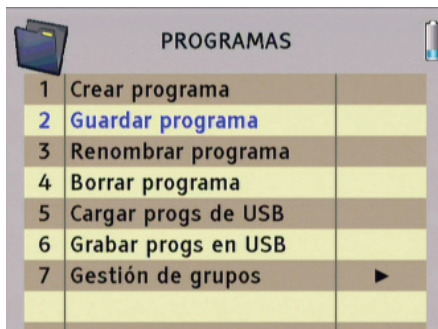 PROGRAMAS
1 Crear programa
2 Guardar programa
3 Renombrar programa
4 Borrar programa
5 Cargar progs de USB
6 Grabar progs en USB
7 Gestión de grupos